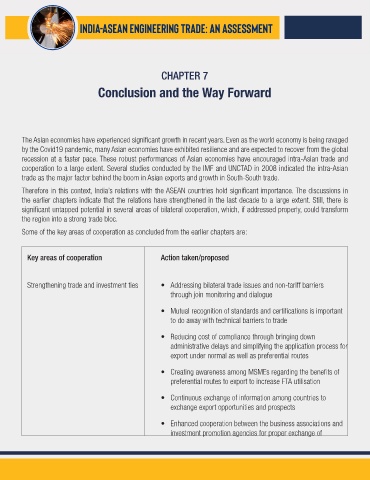 INDIA-ASEAN ENGINEERING TRADE: AN ASSESSMENT
CHAPTER 7
Conclusion and the Way Forward
The Asian economies have experienced significant growth in recent years. Even as the world economy is being ravaged
by the Covid19 pandemic, many Asian economies have exhibited resilience and are expected to recover from the global
recession at a faster pace. These robust performances of Asian economies have encouraged intra-Asian trade and
cooperation to a large extent. Several studies conducted by the IMF and UNCTAD in 2008 indicated the intra-Asian
trade as the major factor behind the boom in Asian exports and growth in South-South trade.
Therefore in this context, India's relations with the ASEAN countries hold significant importance. The discussions in
the earlier chapters indicate that the relations have strengthened in the last decade to a large extent. Still, there is
significant untapped potential in several areas of bilateral cooperation, which, if addressed properly, could transform
the region into a strong trade bloc.
Some of the key areas of cooperation as concluded from the earlier chapters are:
Key areas of cooperation Action taken/proposed
Strengthening trade and investment ties • Addressing bilateral trade issues and non-tariff barriers
through join monitoring and dialogue
• Mutual recognition of standards and certifications is important
to do away with technical barriers to trade
• Reducing cost of compliance through bringing down
administrative delays and simplifying the application process for
export under normal as well as preferential routes
• Creating awareness among MSMEs regarding the benefits of
preferential routes to export to increase FTA utilisation
• Continuous exchange of information among countries to
exchange export opportunities and prospects
• Enhanced cooperation between the business associations and
investment promotion agencies for proper exchange of